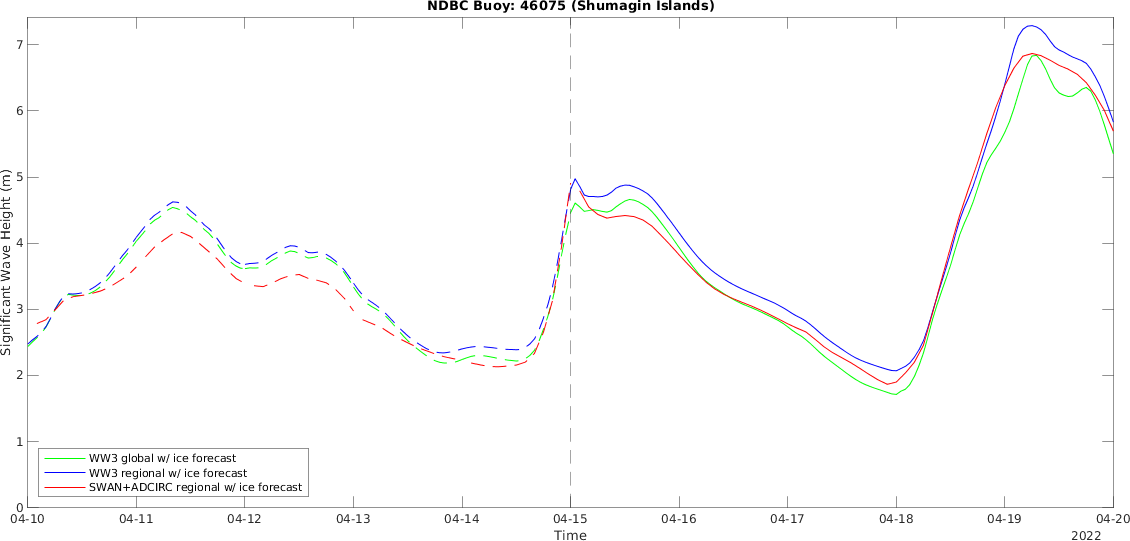 NDBC Buoy: 46075 (Shumagin Islands)
Significant Wave Height (m)
7
6
5
4
3
2
1
0
WW3 global w/ ice forecast
WW3 regional w/ ice forecast
SWAN+ADCIRC regional w/ ice forecast
04-10 04-11 04-12 04-13 04-14 04-15 04-16 04-17 04-18 04-19 04-20
Time
2022